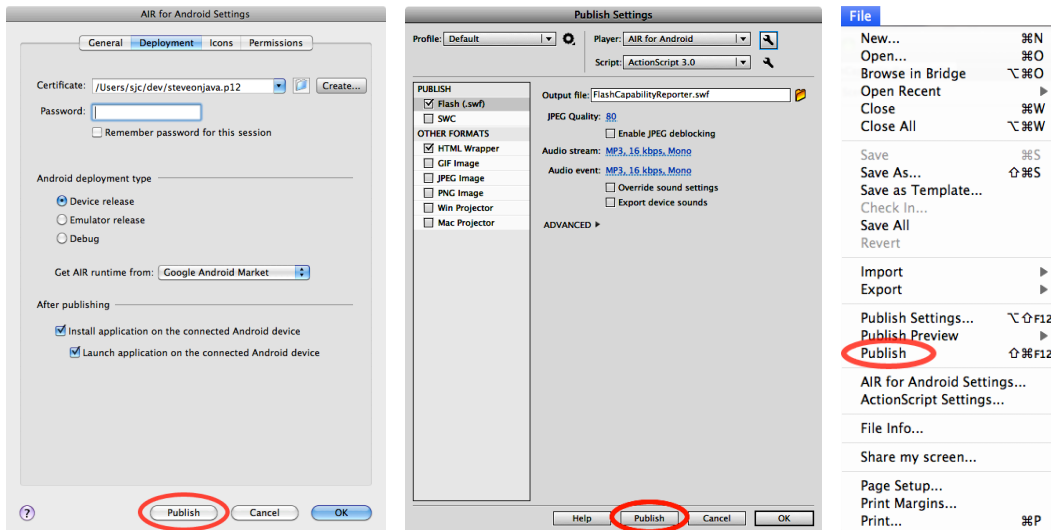 AIR for Android Settings
General Deployment Icons Permissions
Certificate: /Users/sjc/dev/steveonjava.p12 Create...
Password:
Remember password for this session
Android deployment type
Device release
Emulator release
Debug
Get AIR runtime from: Google Android Market
After publishing
Install application on the connected Android device
Launch application on the connected Android device
? Publish Cancel OK
Publish Settings
Profile: Default Player: AIR for Android
Script: ActionScript 3.0
PUBLISH
Flash (.swf)
SWC
OTHER FORMATS
HTML Wrapper
GIF Image
JPEG Image
PNG Image
Win Projector
Mac Projector
Output file: FlashCapabilityReporter.swf
JPEG Quality: 80
Enable JPEG deblocking
Audio stream: MP3, 16 kbps, Mono
Audio event: MP3, 16 kbps, Mono
Override sound settings
Export device sounds
ADVANCED
Help Publish Cancel OK
File
New... ⌘N
Open... ⌘O
Browse in Bridge ⌥⌘O
Open Recent
Close ⌘W
Close All ⌥⌘W
Save ⌘S
Save As... ⇧⌘S
Save as Template...
Check In...
Save All
Revert
Import
Export
Publish Settings... ⌥⇧F12
Publish Preview
Publish ⇧⌘F12
AIR for Android Settings...
ActionScript Settings...
File Info...
Share my screen...
Page Setup...
Print Margins...
Print... ⌘P